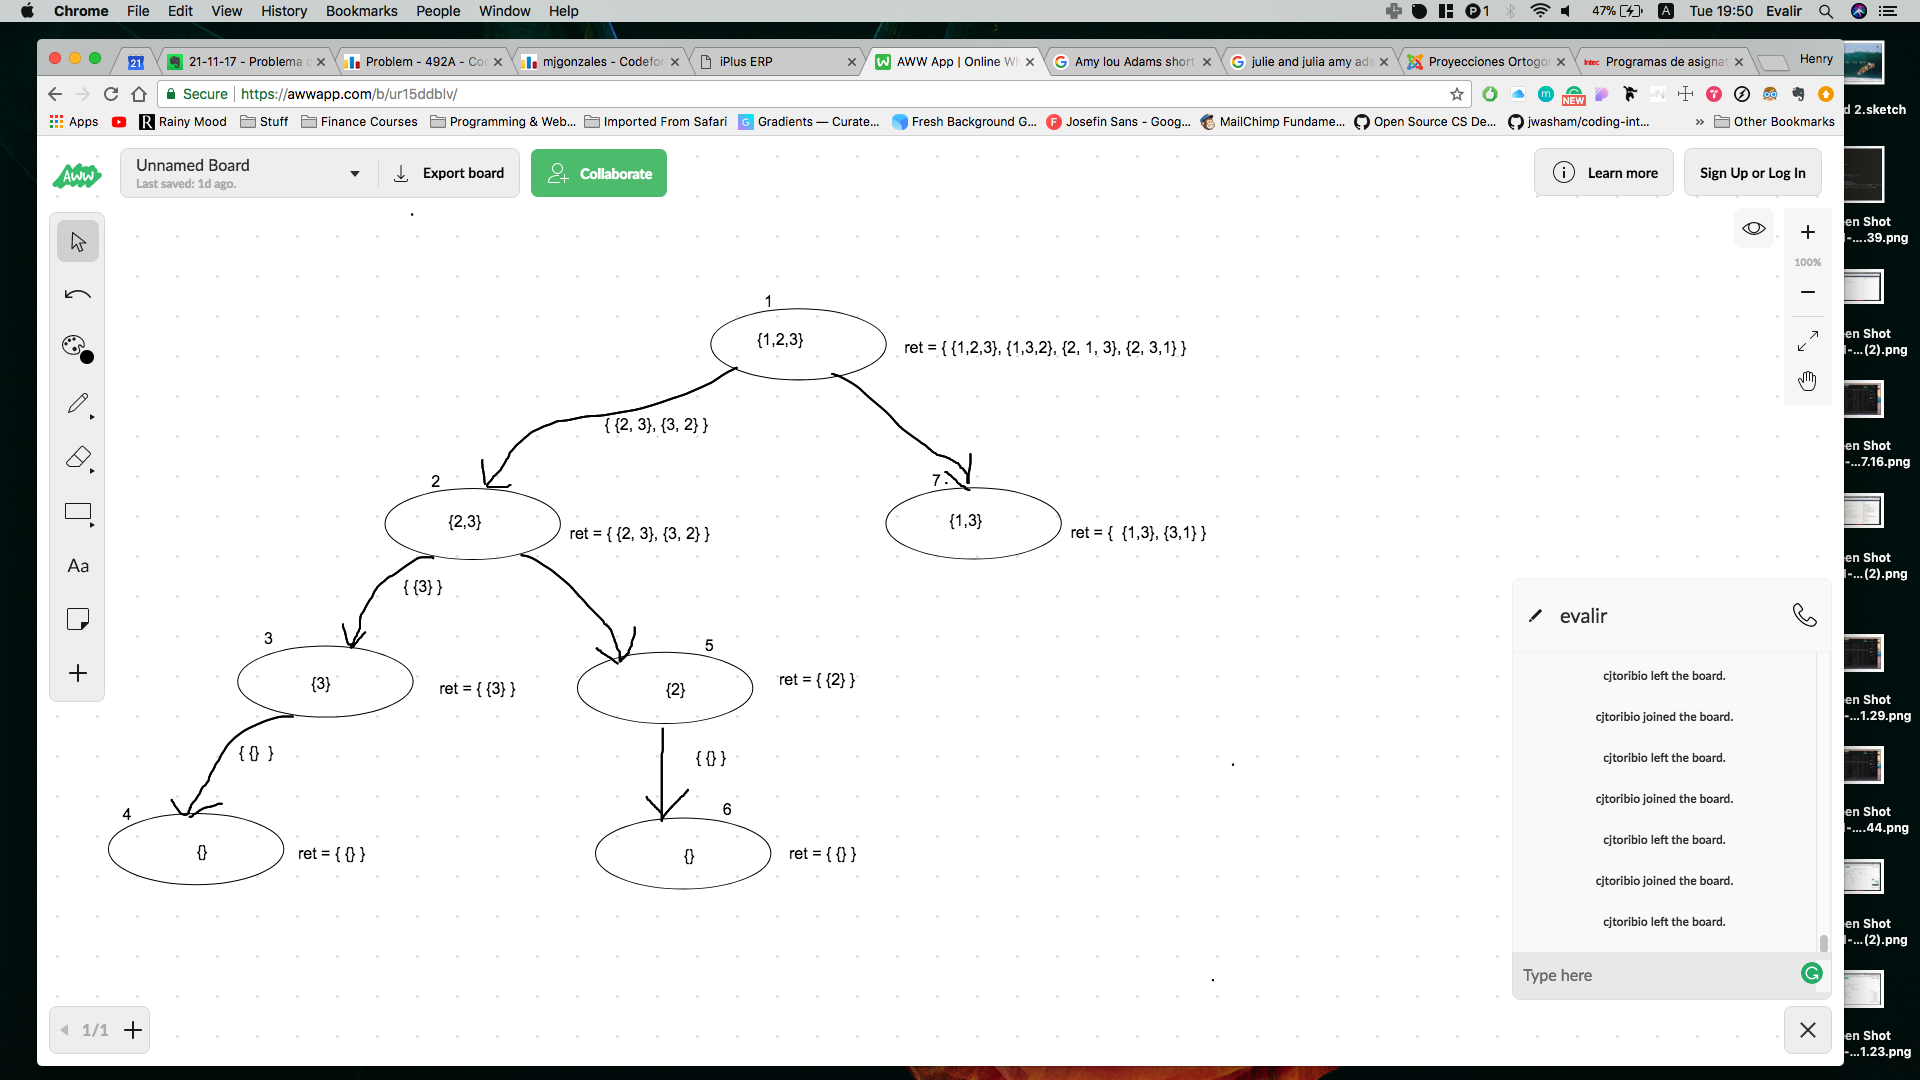 Chrome File Edit View History Bookmarks People Window Help
1 47% A Tue 19:50 Evalir
21 21-11-17 - Problema
Problem - 492A - Co
mjgonzales - Codefor
iPlus ERP
AWW App | Online Wh
Amy lou Adams short
julie and julia amy ada
Proyecciones Ortogo
Programas de asignat
Henry
Secure https://awwapp.com/b/ur15ddblv/
NEW
Apps Rainy Mood Stuff Finance Courses Programming & Web... Imported From Safari Gradients — Curate... Fresh Background G... Josefin Sans - Goog... MailChimp Fundame... Open Source CS De... jwasham/coding-int... » Other Bookmarks
AWW
Unnamed Board
Last saved: 1d ago.
Export board
Collaborate
Learn more
Sign Up or Log In
100%
Aa
1
{1,2,3}
ret = { {1,2,3}, {1,3,2}, {2, 1, 3}, {2, 3,1} }
{ {2, 3}, {3, 2} }
2
{2,3}
ret = { {2, 3}, {3, 2} }
7:
{1,3}
ret = { {1,3}, {3,1} }
{ {3} }
3
{3}
ret = { {3} }
5
{2}
ret = { {2} }
{ {} }
{ {} }
4
{}
ret = { {} }
6
{}
ret = { {} }
evalir
cjtoribio left the board.
cjtoribio joined the board.
cjtoribio left the board.
cjtoribio joined the board.
cjtoribio left the board.
cjtoribio joined the board.
cjtoribio left the board.
Type here
1/1
d 2.sketch
en Shot
...39.png
en Shot
-...(2).png
en Shot
-...7.16.png
en Shot
-...(2).png
en Shot
-...1.29.png
en Shot
-....44.png
en Shot
-...(2).png
en Shot
-...1.23.png